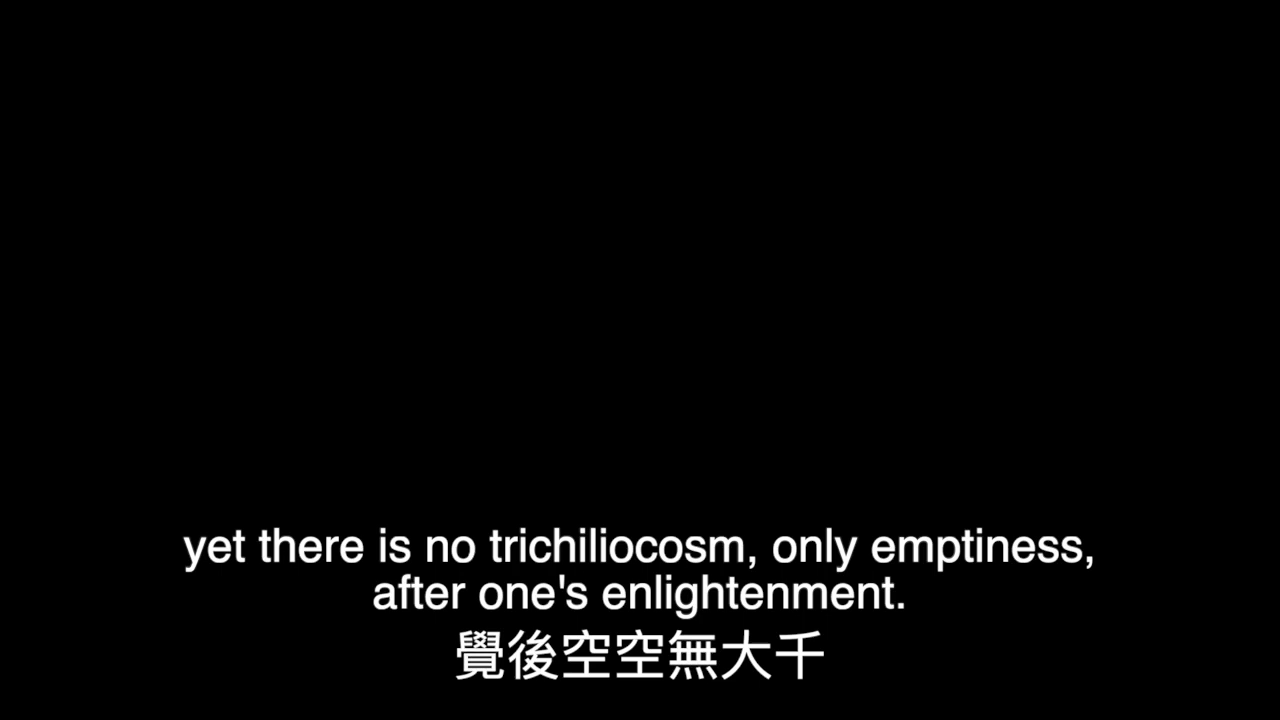 yet there is no trichiliocosm, only emptiness,
after one's enlightenment.
覺後空空無大千